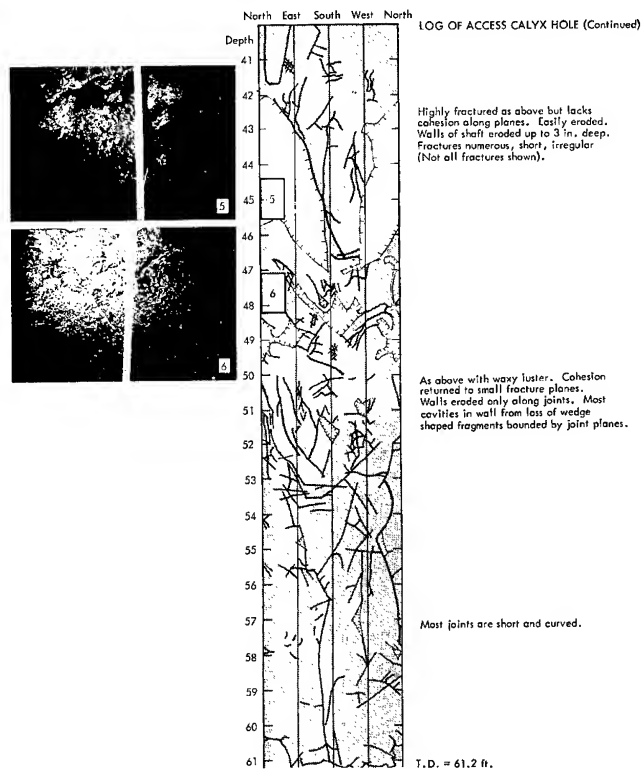 North East South West North
LOG OF ACCESS CALYX HOLE (Continued)
Depth
41
42
43
44
45
46
47
48
49
50
51
52
53
54
55
56
57
58
59
60
61
5
6
5
6
Highly fractured as above but lacks
cohesion along planes. Easily eroded.
Walls of shaft eroded up to 3 in. deep.
Fractures numerous, short, irregular
(Not all fractures shown).
As above with waxy luster. Cohesion
returned to small fracture planes.
Walls eroded only along joints. Most
cavities in wall from loss of wedge
shaped fragments bounded by joint planes.
Most joints are short and curved.
T.D. = 61.2 ft.